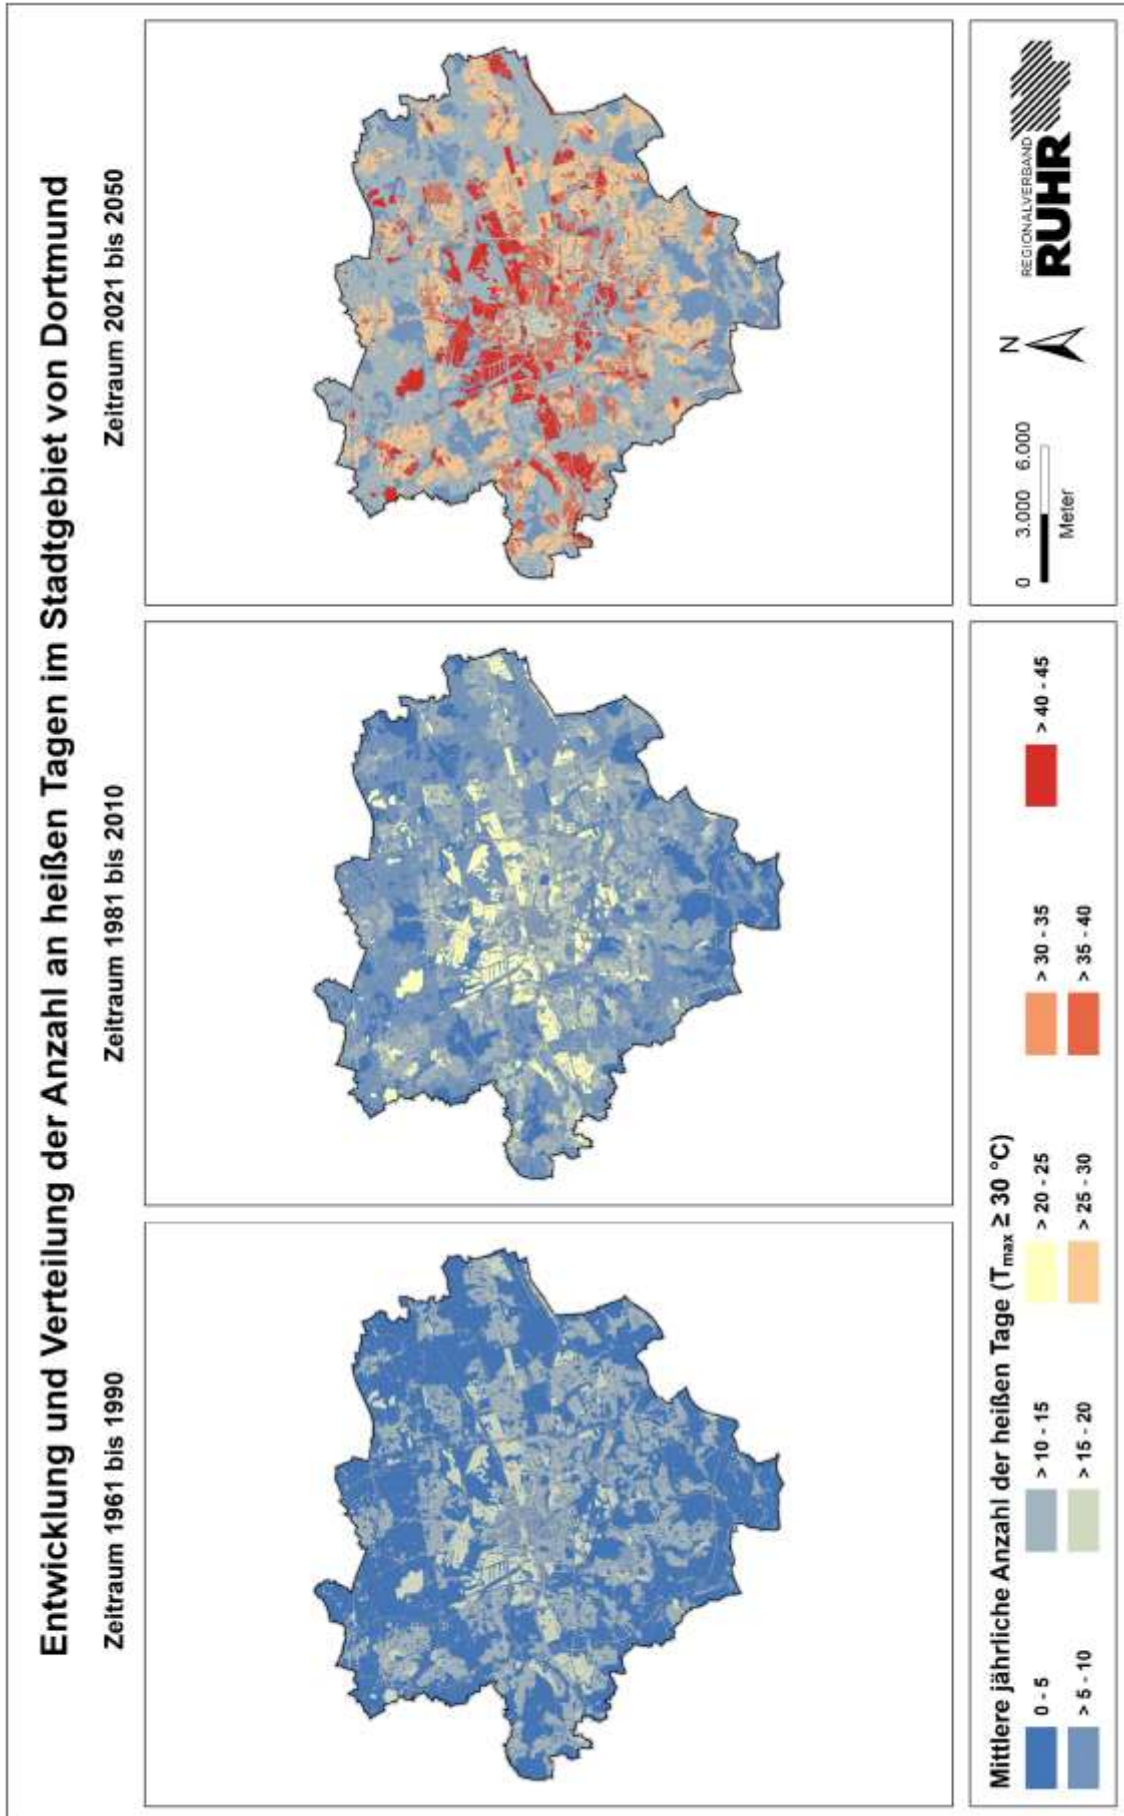 Entwicklung und Verteilung der Anzahl an heißen Tagen im Stadtgebiet von Dortmund
Zeitraum 1961 bis 1990
Zeitraum 1981 bis 2010
Zeitraum 2021 bis 2050
Mittlere jährliche Anzahl der heißen Tage (Tmax ≥ 30 °C)
0 - 5
> 5 - 10
> 10 - 15
> 15 - 20
> 20 - 25
> 25 - 30
> 30 - 35
> 35 - 40
> 40 - 45
0 3.000 6.000
Meter
N
REGIONALVERBAND
RUHR